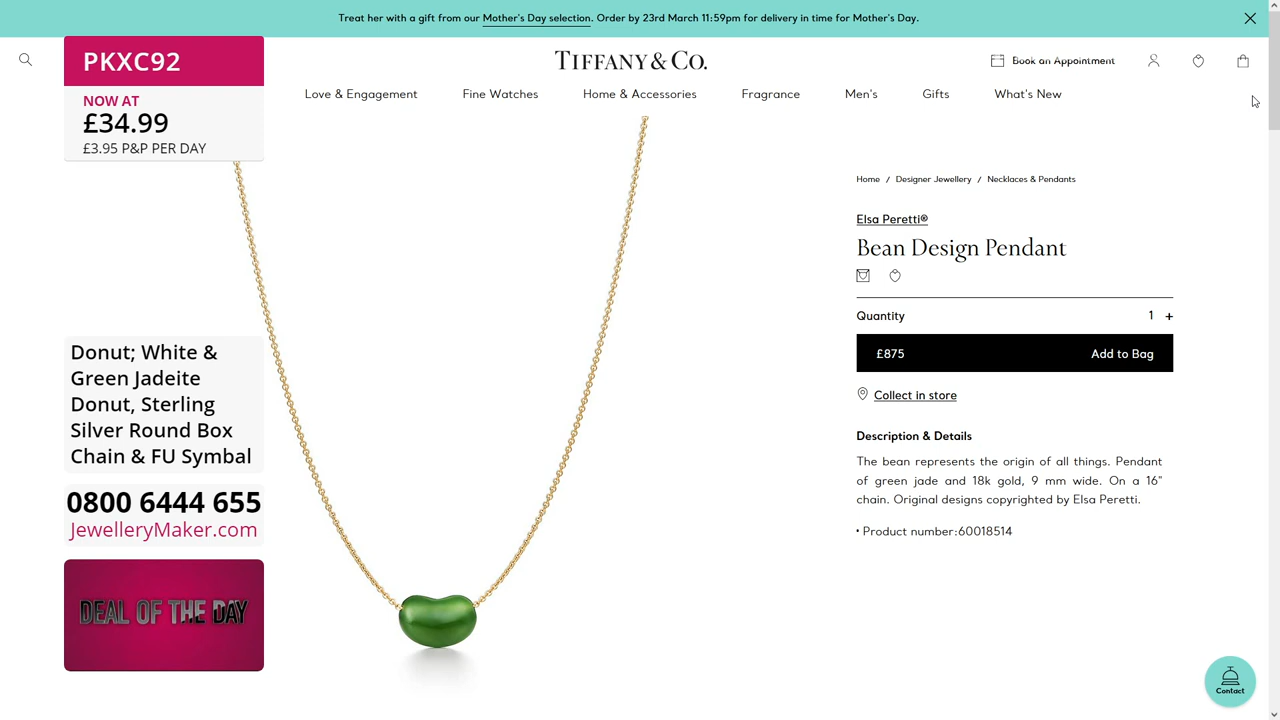 Treat her with a gift from our Mother's Day selection. Order by 23rd March 11:59pm for delivery in time for Mother's Day.
PKXC92
NOW AT
£34.99
£3.95 P&P PER DAY
TIFFANY & CO.
Book an Appointment
Love & Engagement
Fine Watches
Home & Accessories
Fragrance
Men's
Gifts
What's New
Home / Designer Jewellery / Necklaces & Pendants
Elsa Peretti®
Bean Design Pendant
Quantity 1 +
£875 Add to Bag
Collect in store
Description & Details
The bean represents the origin of all things. Pendant
of green jade and 18k gold, 9 mm wide. On a 16"
chain. Original designs copyrighted by Elsa Peretti.
• Product number:60018514
Donut; White &
Green Jadeite
Donut, Sterling
Silver Round Box
Chain & FU Symbal
0800 6444 655
JewelleryMaker.com
DEAL OF THE DAY
Contact